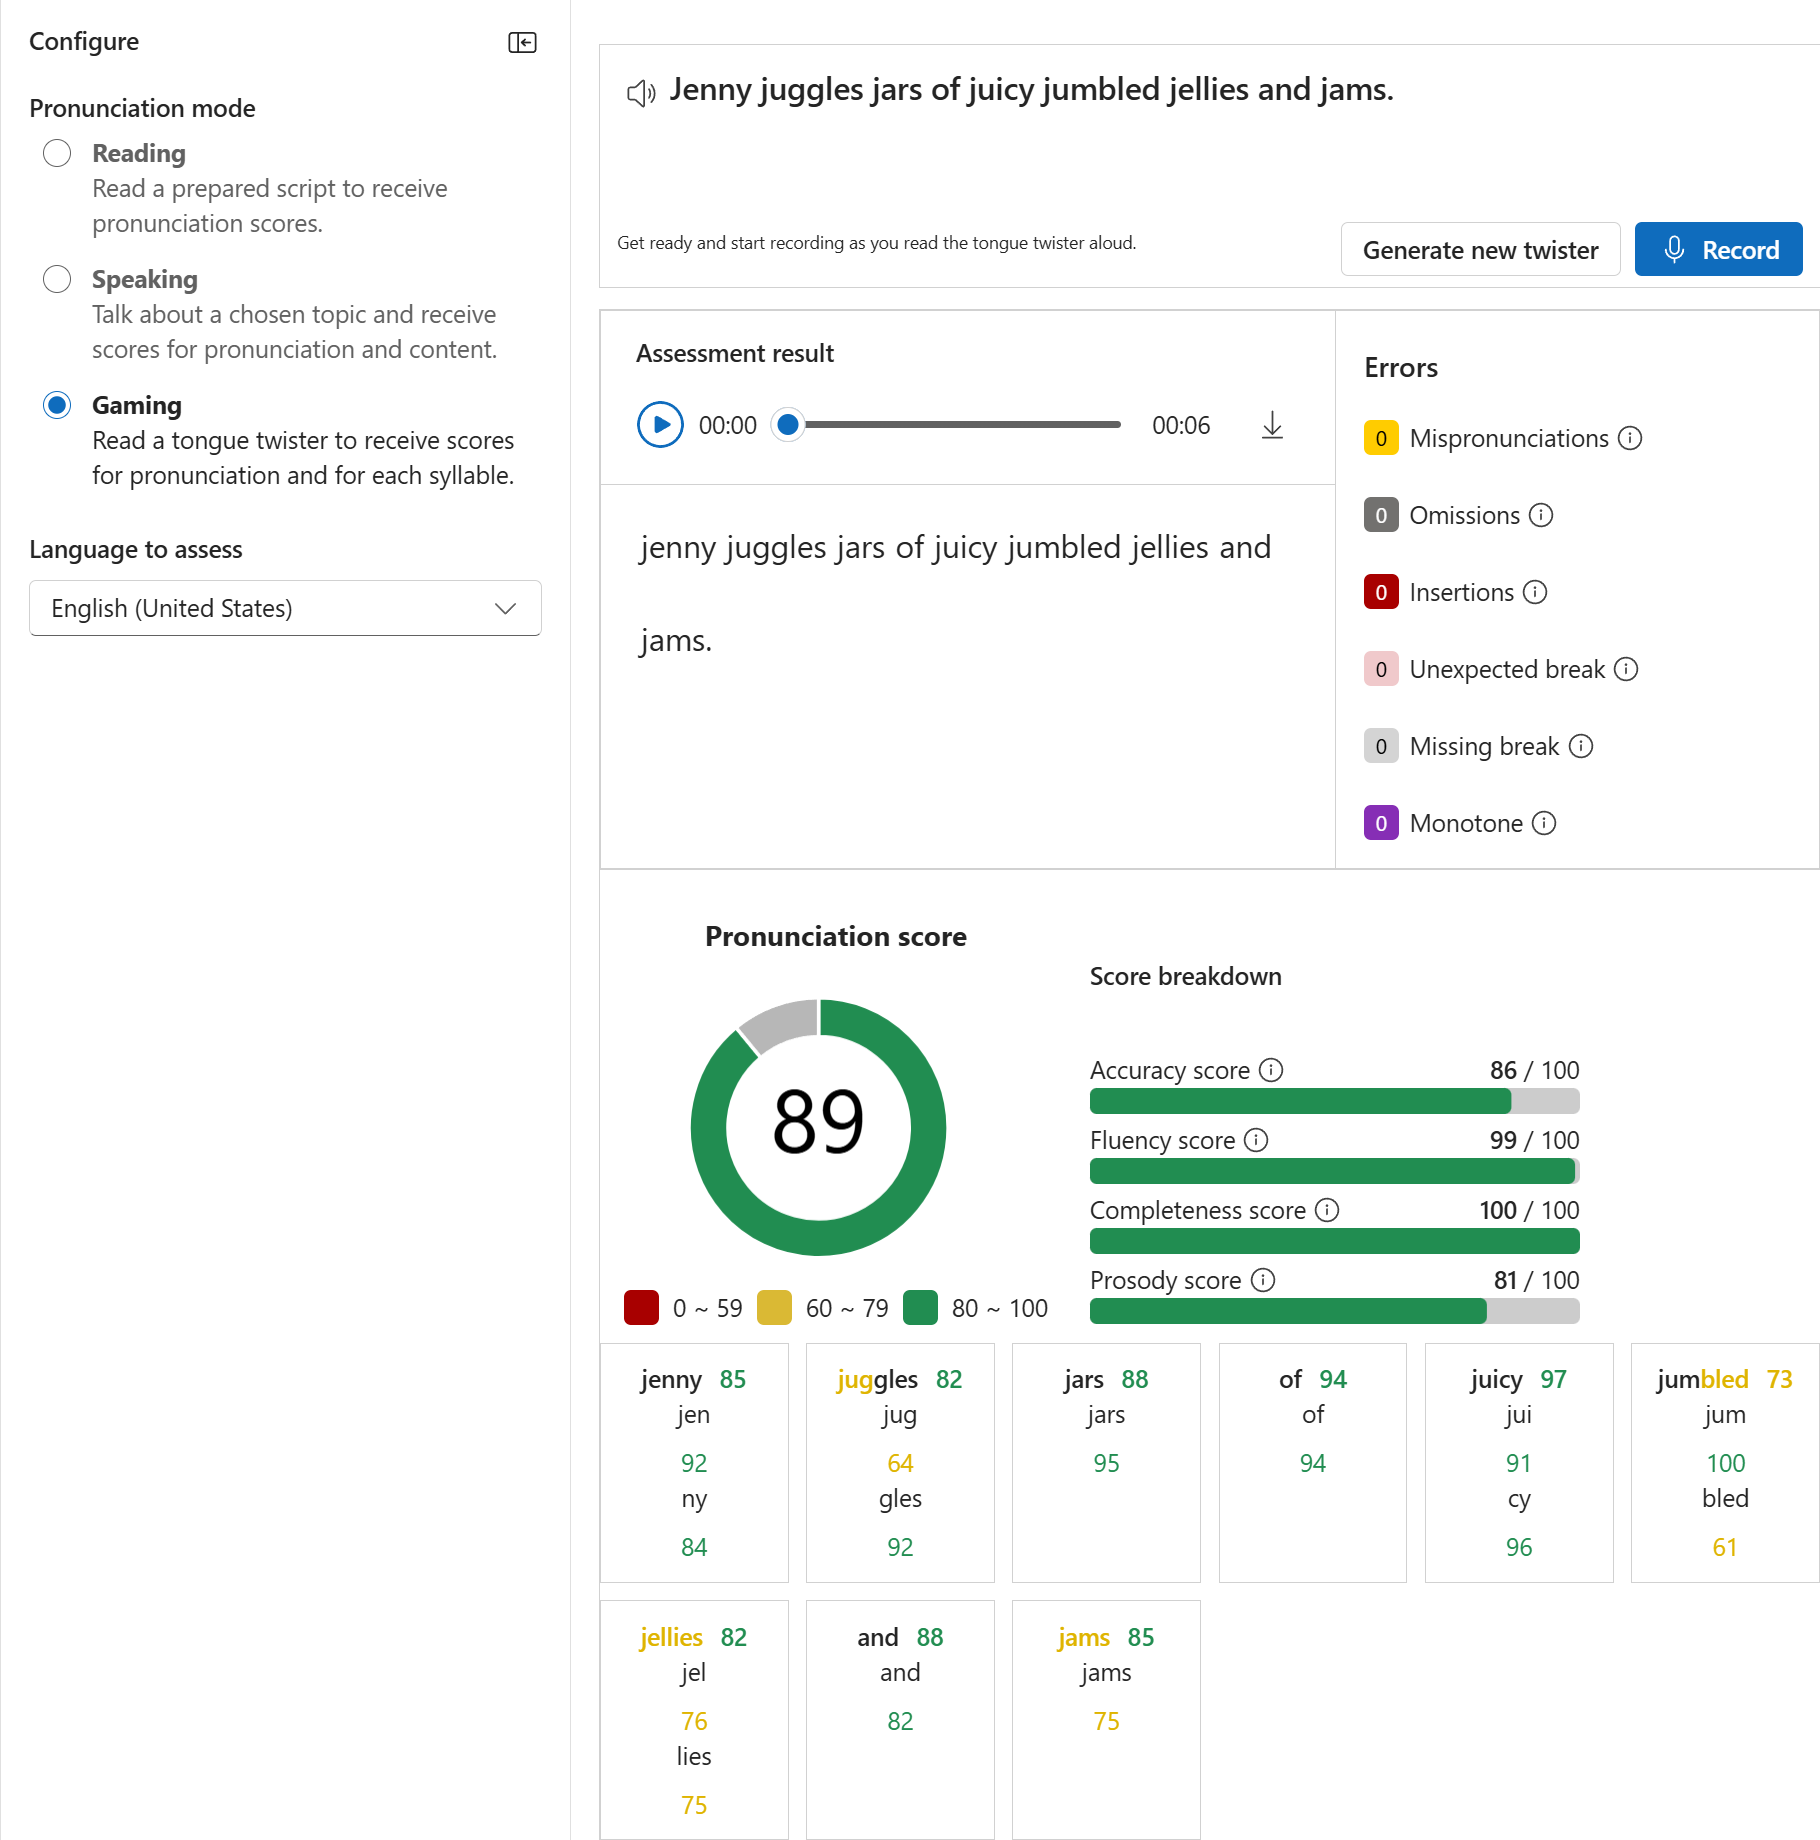 Configure
Pronunciation mode
Reading
Read a prepared script to receive
pronunciation scores.
Speaking
Talk about a chosen topic and receive
scores for pronunciation and content.
Gaming
Read a tongue twister to receive scores
for pronunciation and for each syllable.
Language to assess
English (United States)
Jenny juggles jars of juicy jumbled jellies and jams.
Get ready and start recording as you read the tongue twister aloud.
Generate new twister
Record
Assessment result
00:00
00:06
jenny juggles jars of juicy jumbled jellies and
jams.
Errors
0 Mispronunciations
0 Omissions
0 Insertions
0 Unexpected break
0 Missing break
0 Monotone
Pronunciation score
89
0 ~ 59 60 ~ 79 80 ~ 100
Score breakdown
Accuracy score 86 / 100
Fluency score 99 / 100
Completeness score 100 / 100
Prosody score 81 / 100
jenny 85
jen
92
ny
84
juggles 82
jug
64
gles
92
jars 88
jars
95
of 94
of
94
juicy 97
jui
91
cy
96
jumbled 73
jum
100
bled
61
jellies 82
jel
76
lies
75
and 88
and
82
jams 85
jams
75